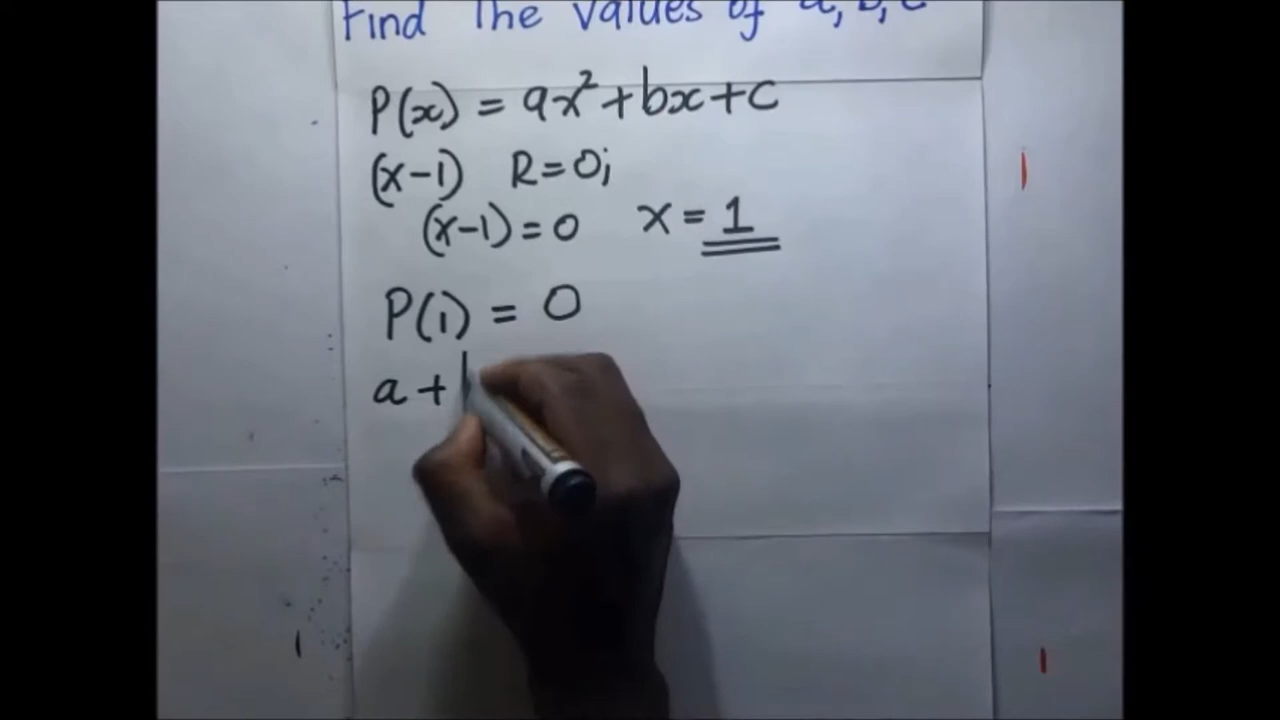 Find The values of a, b, c
P(x) = ax²+bx+c
(x-1) R=0;
(x-1)=0 x = 1
P(1) = 0
a +